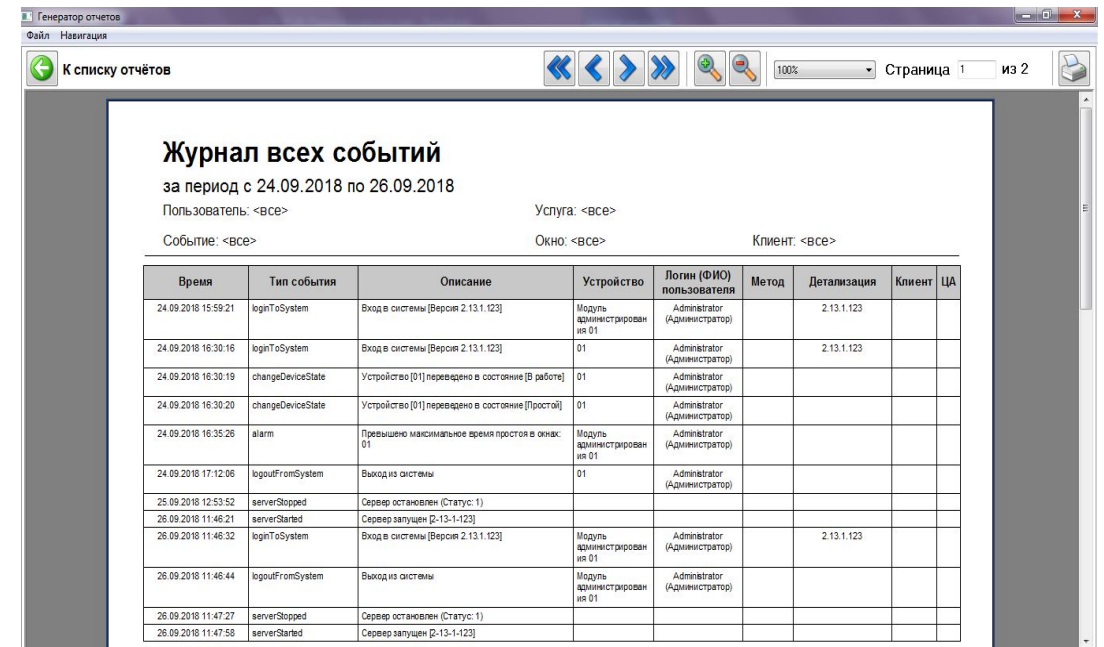 Генератор отчетов
Файл Навигация
К списку отчётов
100%
Страница 1 из 2
Журнал всех событий
за период с 24.09.2018 по 26.09.2018
Пользователь: <все> Услуга: <все>
Событие: <все> Окно: <все> Клиент: <все>
Время Тип события Описание Устройство Логин (ФИО) пользователя Метод Детализация Клиент ЦА
24.09.2018 15:59:21 loginToSystem Вход в системы [Версия 2.13.1.123] Модуль администрирован ия 01 Administrator (Администратор) 2.13.1.123
24.09.2018 16:30:16 loginToSystem Вход в системы [Версия 2.13.1.123] 01 Administrator (Администратор) 2.13.1.123
24.09.2018 16:30:19 changeDeviceState Устройство [01] переведено в состояние [В работе] 01 Administrator (Администратор)
24.09.2018 16:30:20 changeDeviceState Устройство [01] переведено в состояние [Простой] 01 Administrator (Администратор)
24.09.2018 16:35:26 alarm Превышено максимальное время простоя в окнах: 01 Модуль администрирован ия 01 Administrator (Администратор)
24.09.2018 17:12:06 logoutFromSystem Выход из системы 01 Administrator (Администратор)
25.09.2018 12:53:52 serverStopped Сервер остановлен (Статус: 1)
26.09.2018 11:46:21 serverStarted Сервер запущен [2-13-1-123]
26.09.2018 11:46:32 loginToSystem Вход в системы [Версия 2.13.1.123] Модуль администрирован ия 01 Administrator (Администратор) 2.13.1.123
26.09.2018 11:46:44 logoutFromSystem Выход из системы Модуль администрирован ия 01 Administrator (Администратор)
26.09.2018 11:47:27 serverStopped Сервер остановлен (Статус: 1)
26.09.2018 11:47:58 serverStarted Сервер запущен [2-13-1-123]